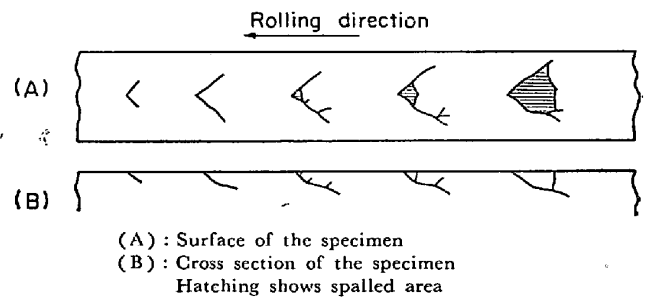 Rolling direction
(A)
(B)
(A) : Surface of the specimen
(B) : Cross section of the specimen
Hatching shows spalled area